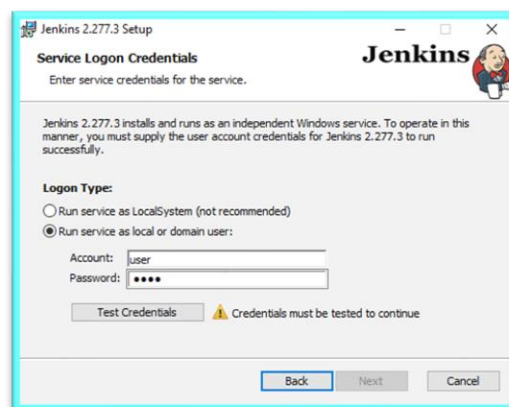 Jenkins 2.277.3 Setup
Service Logon Credentials
Enter service credentials for the service.
Jenkins
Jenkins 2.277.3 installs and runs as an independent Windows service. To operate in this
manner, you must supply the user account credentials for Jenkins 2.277.3 to run
successfully.
Logon Type:
Run service as LocalSystem (not recommended)
Run service as local or domain user:
Account: user
Password: ●●●●
Test Credentials Credentials must be tested to continue
Back Next Cancel